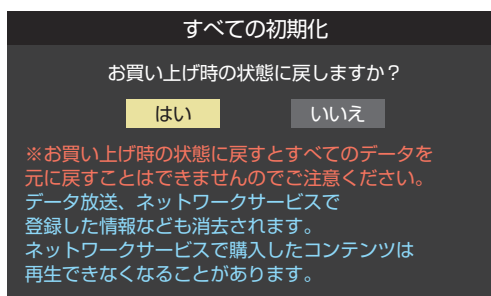 すべての初期化
お買い上げ時の状態に戻しますか？
はい いいえ
※お買い上げ時の状態に戻すとすべてのデータを
元に戻すことはできませんのでご注意ください。
データ放送、ネットワークサービスで
登録した情報なども消去されます。
ネットワークサービスで購入したコンテンツは
再生できなくなることがあります。